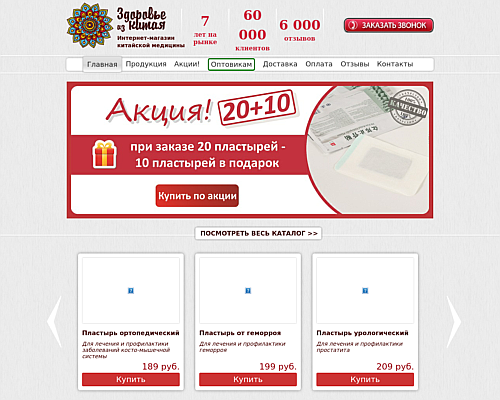 Здоровье
из Китая
Интернет-магазин
китайской медицины
7
лет на
рынке
60
000
клиентов
6 000
отзывов
ЗАКАЗАТЬ ЗВОНОК
Главная Продукция Акции! Оптовикам Доставка Оплата Отзывы Контакты
Акция! 20+10
КАЧЕСТВО
при заказе 20 пластырей -
10 пластырей в подарок
Купить по акции
ПОСМОТРЕТЬ ВЕСЬ КАТАЛОГ >>
Пластырь ортопедический
Для лечения и профилактики
заболеваний косто-мышечной
системы
189 руб.
Купить
Пластырь от геморроя
Для лечения и профилактики
геморроя
199 руб.
Купить
Пластырь урологический
Для лечения и профилактики
простатита
209 руб.
Купить